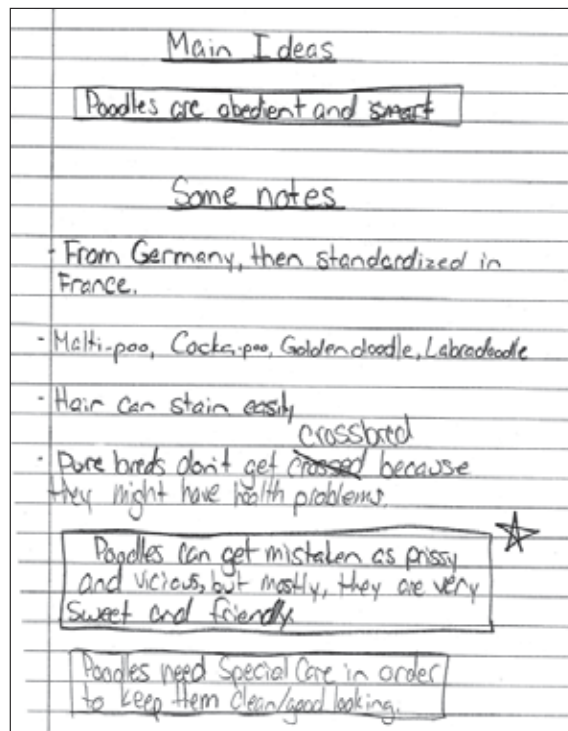 Main Ideas
Poodles are obedient and smart
Some notes
- From Germany, then standardized in
France.
- Malti-poo, Cocka-poo, Goldendoodle, Labradoodle
- Hair can stain easily
crossbred
- Pure breds don't get crossed because
they might have health problems.
Poodles can get mistaken as prissy
and vicious, but mostly, they are very
sweet and friendly.
Poodles need Special Care in order
to keep them clean/good looking.